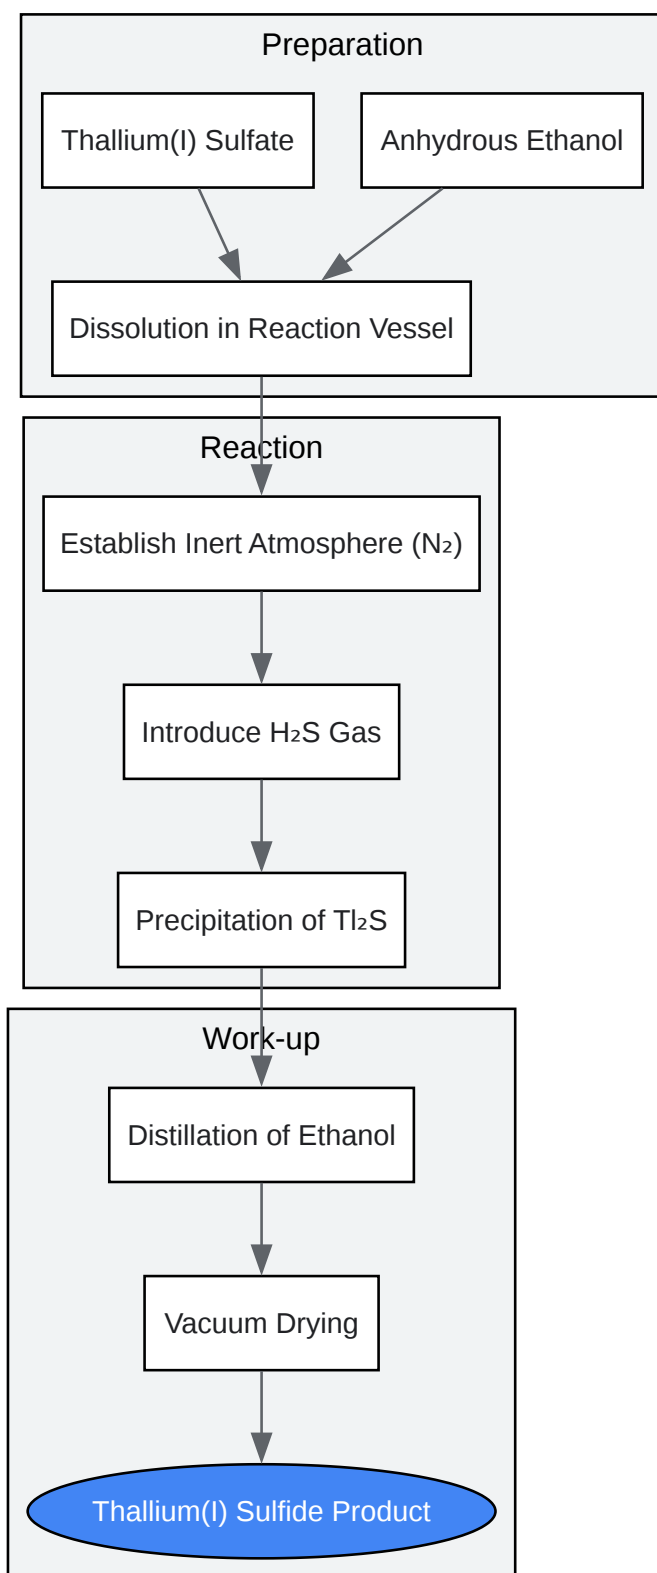 Preparation
Thallium(I) Sulfate
Anhydrous Ethanol
Dissolution in Reaction Vessel
Reaction
Establish Inert Atmosphere (N₂)
Introduce H₂S Gas
Precipitation of Tl₂S
Work-up
Distillation of Ethanol
Vacuum Drying
Thallium(I) Sulfide Product